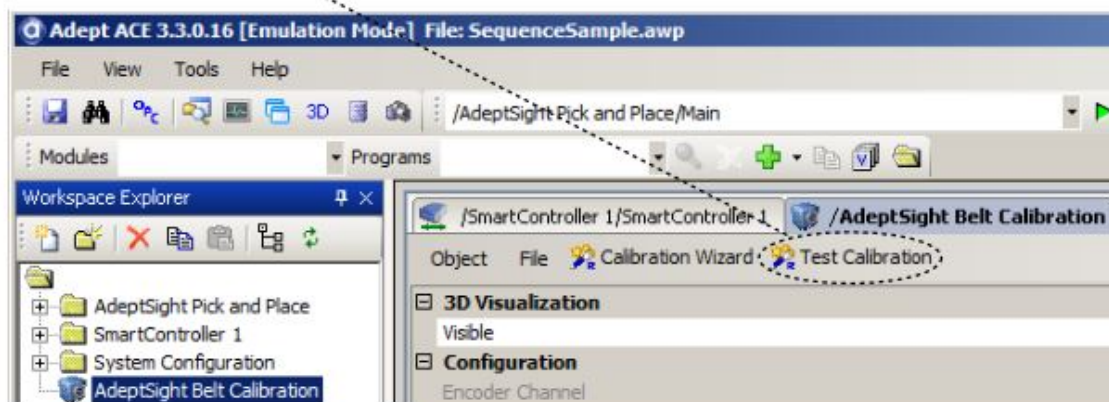 Adept ACE 3.3.0.16 [Emulation Mode] File: SequenceSample.awp
File View Tools Help
3D /AdeptSight Pick and Place/Main
Modules Programs
Workspace Explorer
/SmartController 1/SmartController 1 /AdeptSight Belt Calibration
Object File Calibration Wizard Test Calibration
3D Visualization
AdeptSight Pick and Place
Visible
SmartController 1
Configuration
System Configuration
Encoder Channel
AdeptSight Belt Calibration